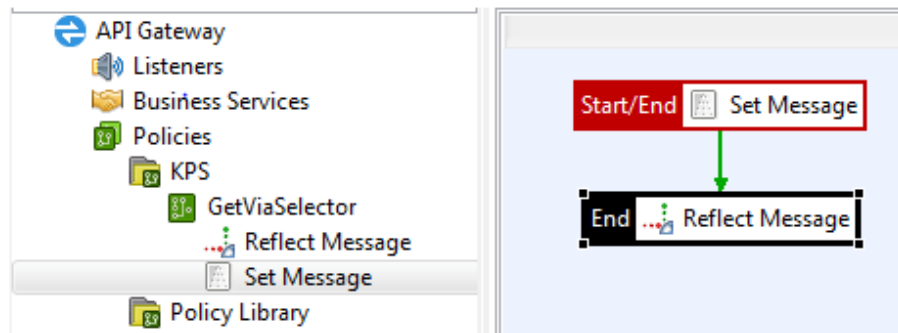 API Gateway
Listeners
Business Services
Policies
KPS
GetViaSelector
Reflect Message
Set Message
Policy Library
Start/End Set Message
End Reflect Message